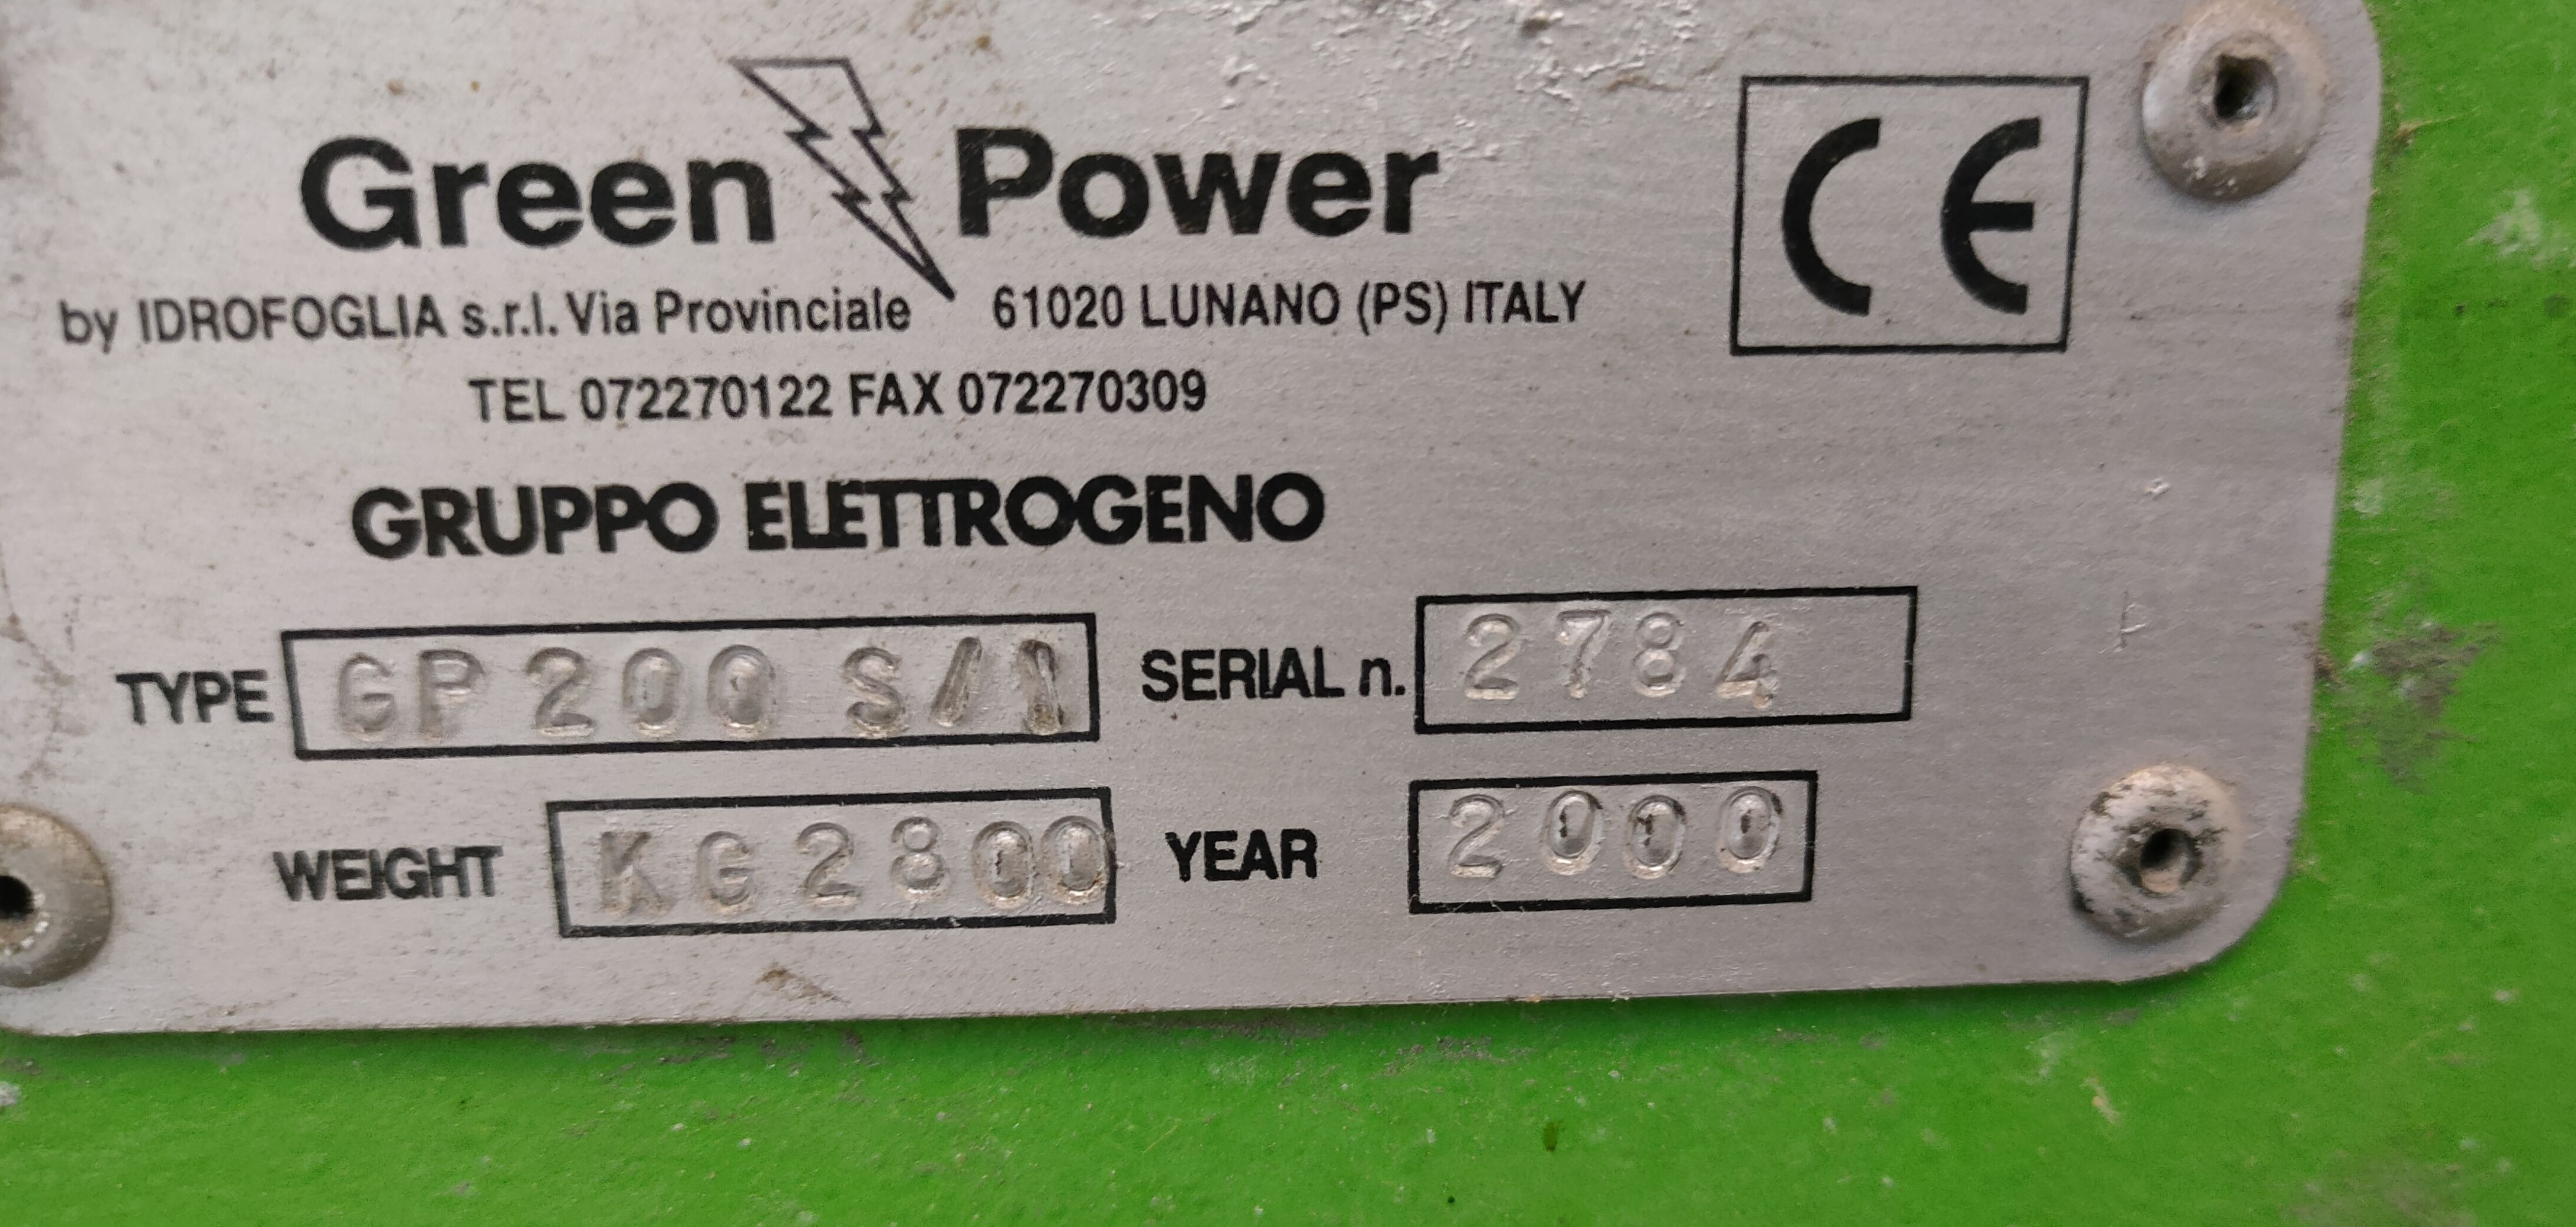 Green Power
CE
by IDROFOGLIA s.r.l. Via Provinciale 61020 LUNANO (PS) ITALY
TEL 072270122 FAX 072270309
GRUPPO ELETTROGENO
TYPE GP 200 S/I SERIAL n. 2784
WEIGHT KG 2800 YEAR 2000